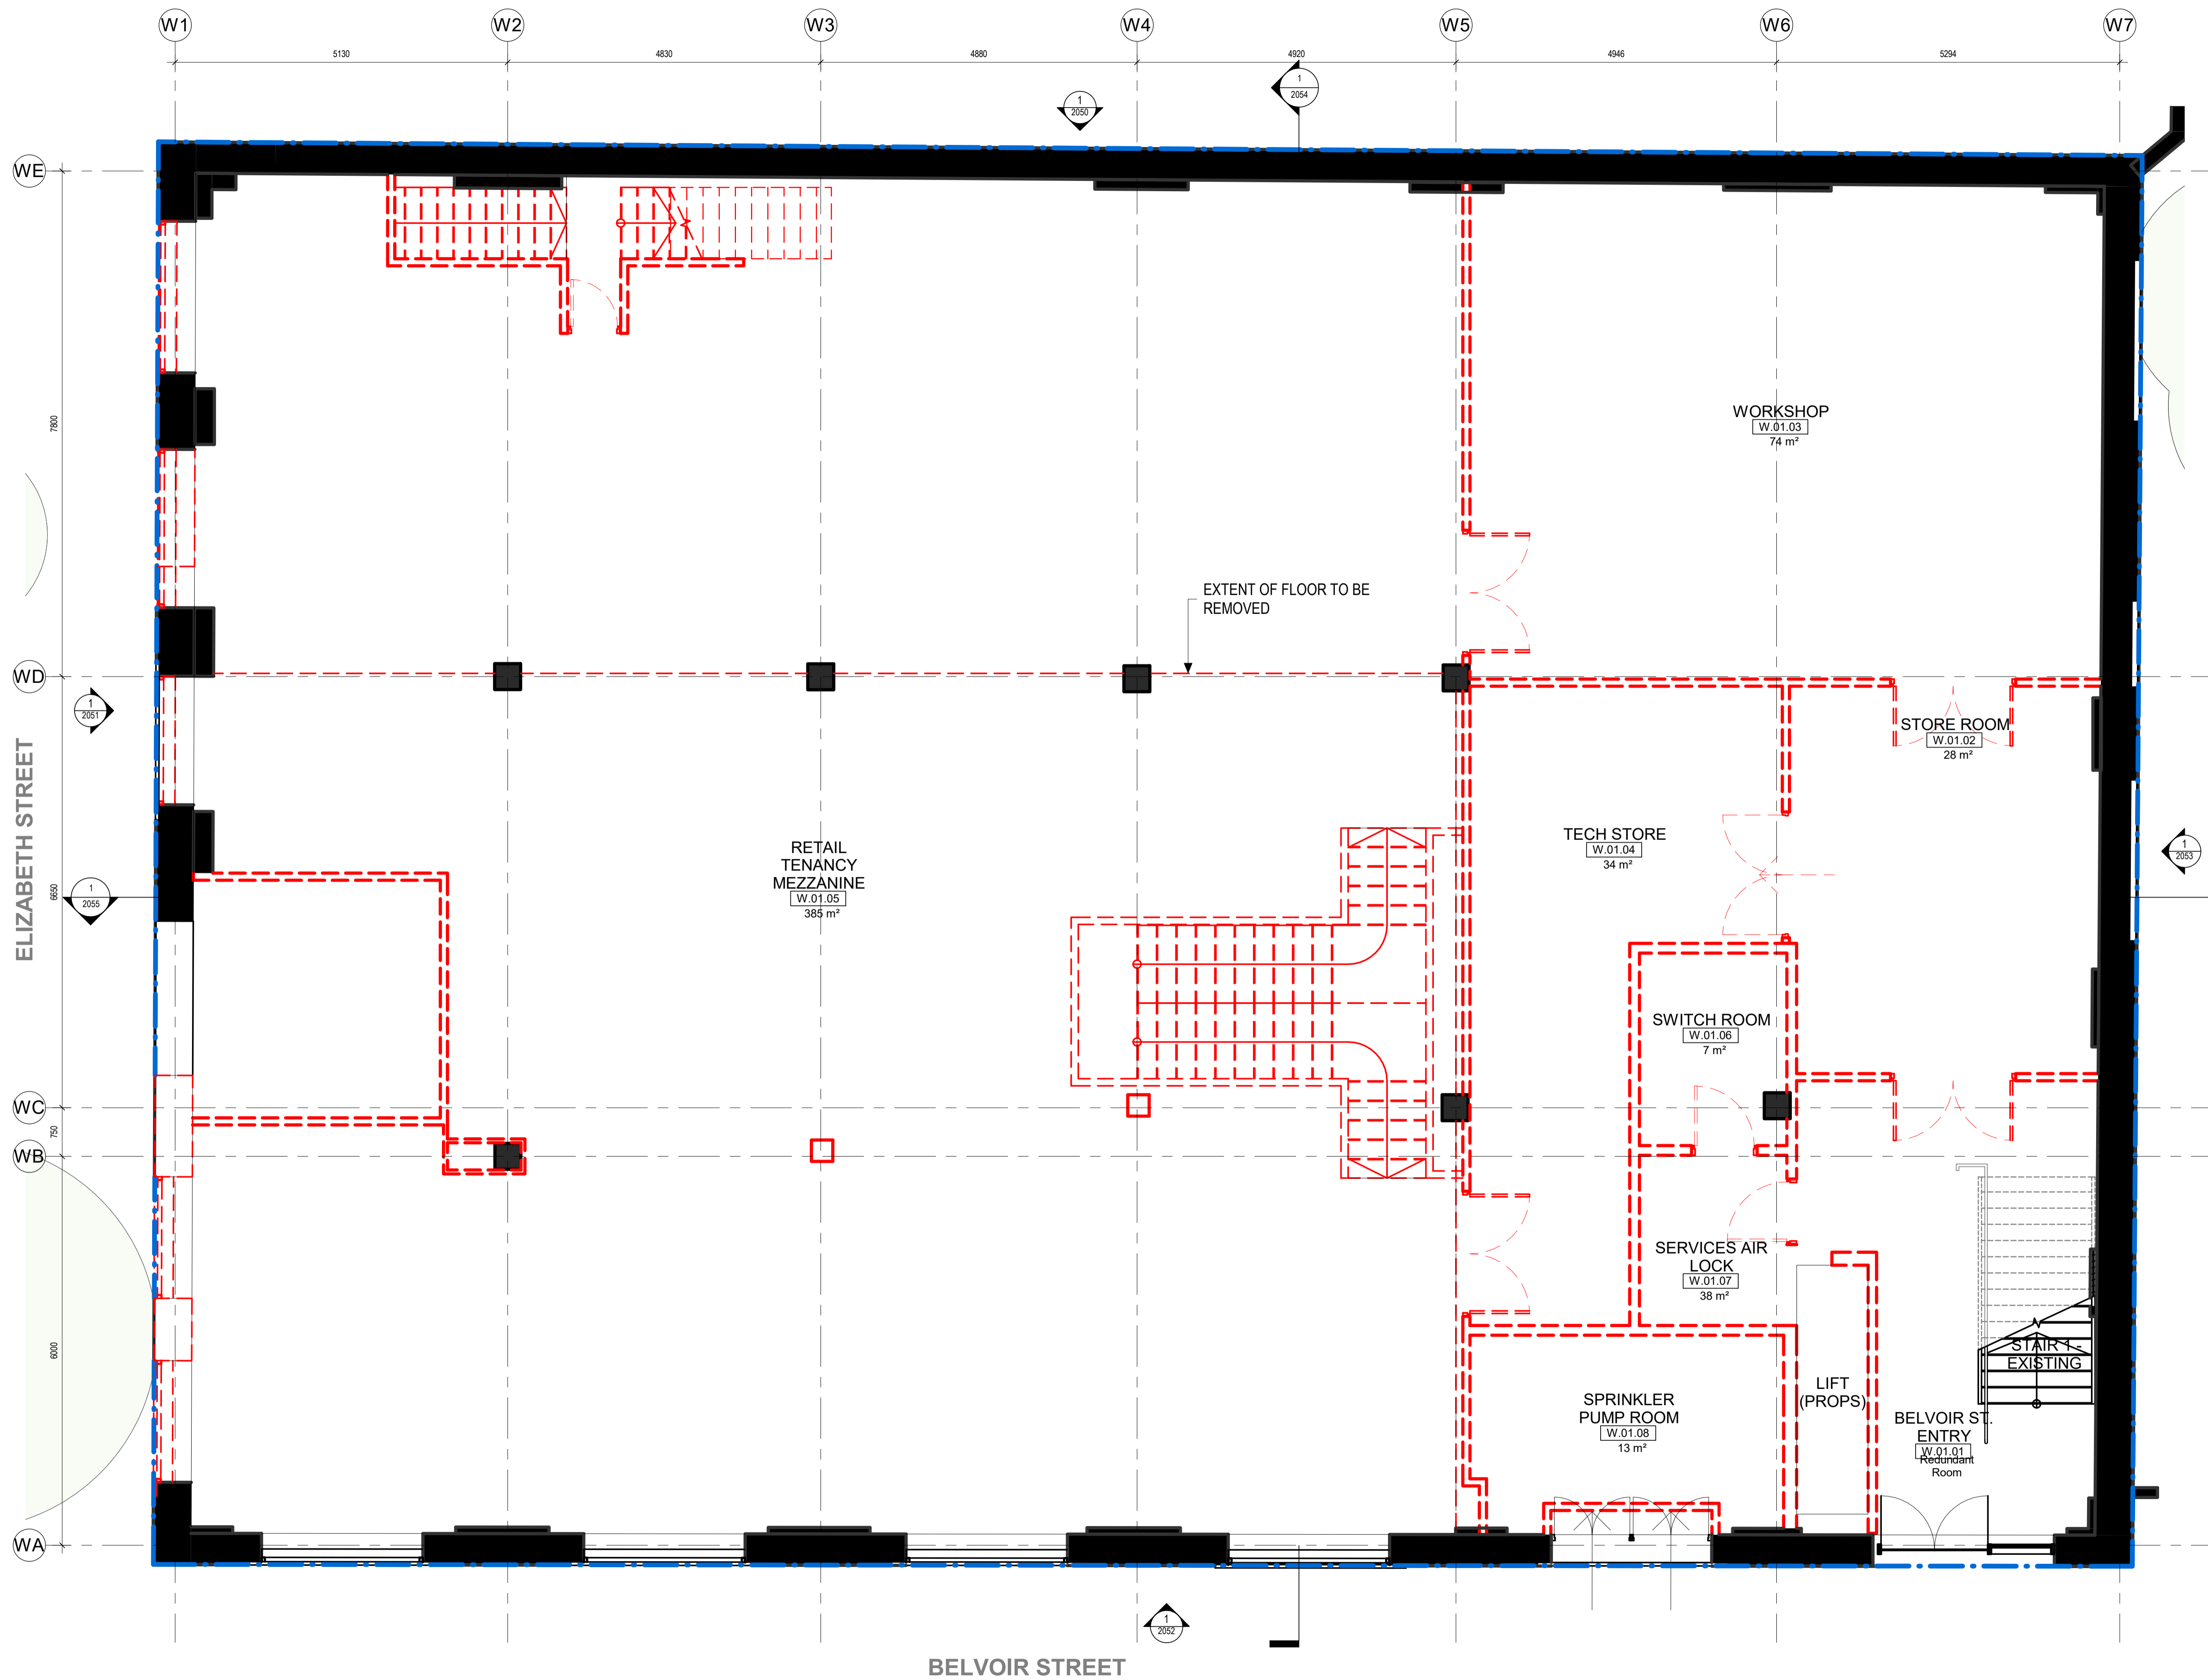 W1
W2
W3
W4
W5
W6
W7
5130
4830
4880
4920
4946
5294
1
2054
1
2050
WE
WORKSHOP
W.01.03
74 m²
7800
EXTENT OF FLOOR TO BE
REMOVED
WD
1
2051
STORE ROOM
W.01.02
28 m²
ELIZABETH STREET
TECH STORE
W.01.04
34 m²
RETAIL
TENANCY
MEZZANINE
W.01.05
385 m²
1
2053
1
2055
6650
SWITCH ROOM
W.01.06
7 m²
WC
750
WB
SERVICES AIR
LOCK
W.01.07
38 m²
6000
STAIR 1 -
EXISTING
LIFT
(PROPS)
SPRINKLER
PUMP ROOM
W.01.08
13 m²
BELVOIR ST.
ENTRY
W.01.01
Redundant
Room
WA
1
2052
BELVOIR STREET